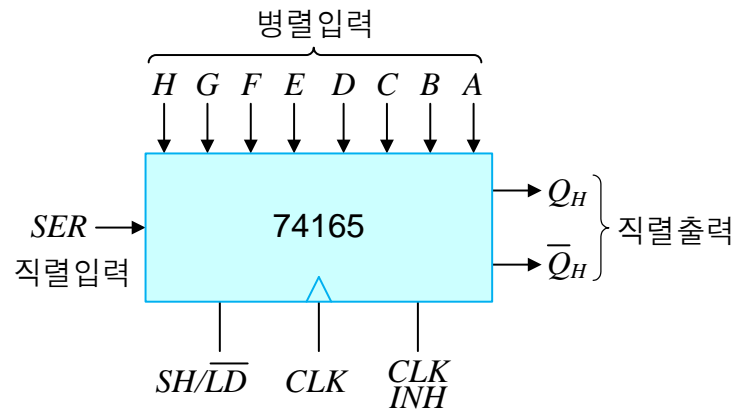 병렬입력
H G F E D C B A
SER
직렬입력
74165
Q_H
Q̅_H
직렬출력
SH/L̅D̅
CLK
CLK
INH